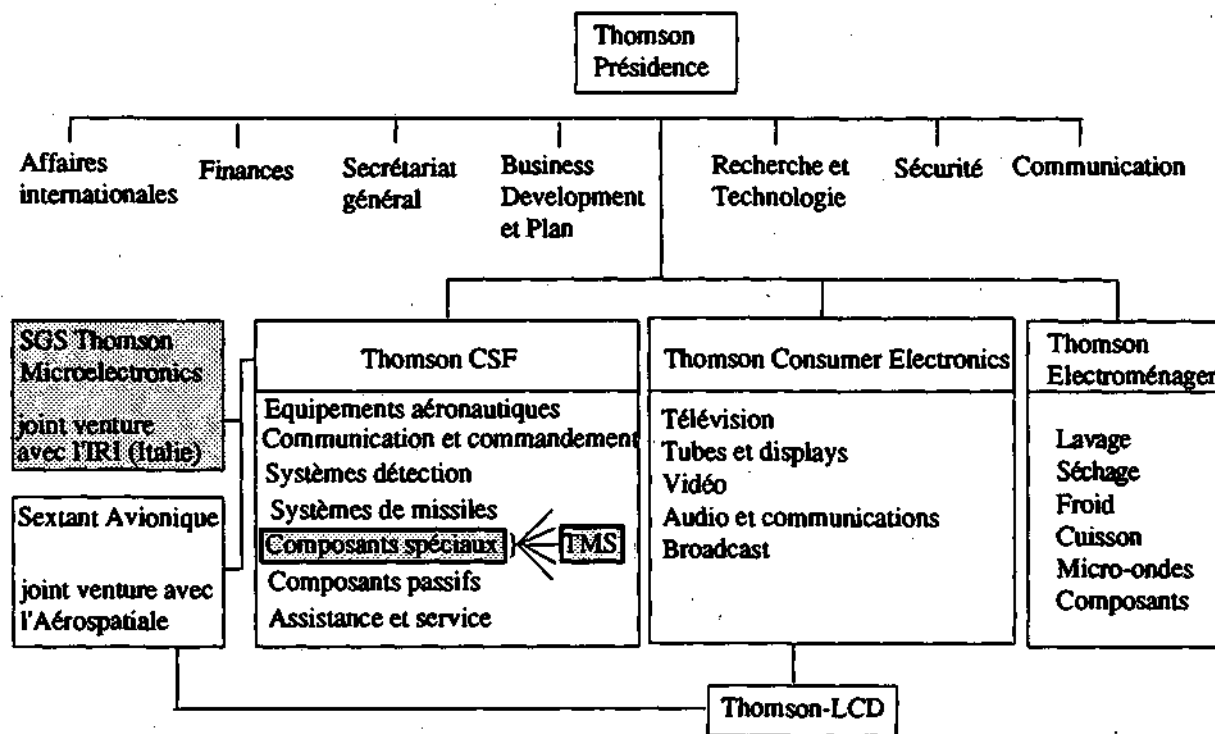 Thomson
Présidence
Affaires
internationales
Finances
Secrétariat
général
Business
Development
et Plan
Recherche et
Technologie
Sécurité
Communication
SGS Thomson
Microelectronics
joint venture
avec l'IRI (Italie)
Sextant Avionique
joint venture avec
l'Aérospatiale
Thomson CSF
Equipements aéronautiques
Communication et commandement
Systèmes détection
Systèmes de missiles
Composants spéciaux
TMS
Composants passifs
Assistance et service
Thomson Consumer Electronics
Télévision
Tubes et displays
Vidéo
Audio et communications
Broadcast
Thomson
Electroménager
Lavage
Séchage
Froid
Cuisson
Micro-ondes
Composants
Thomson-LCD